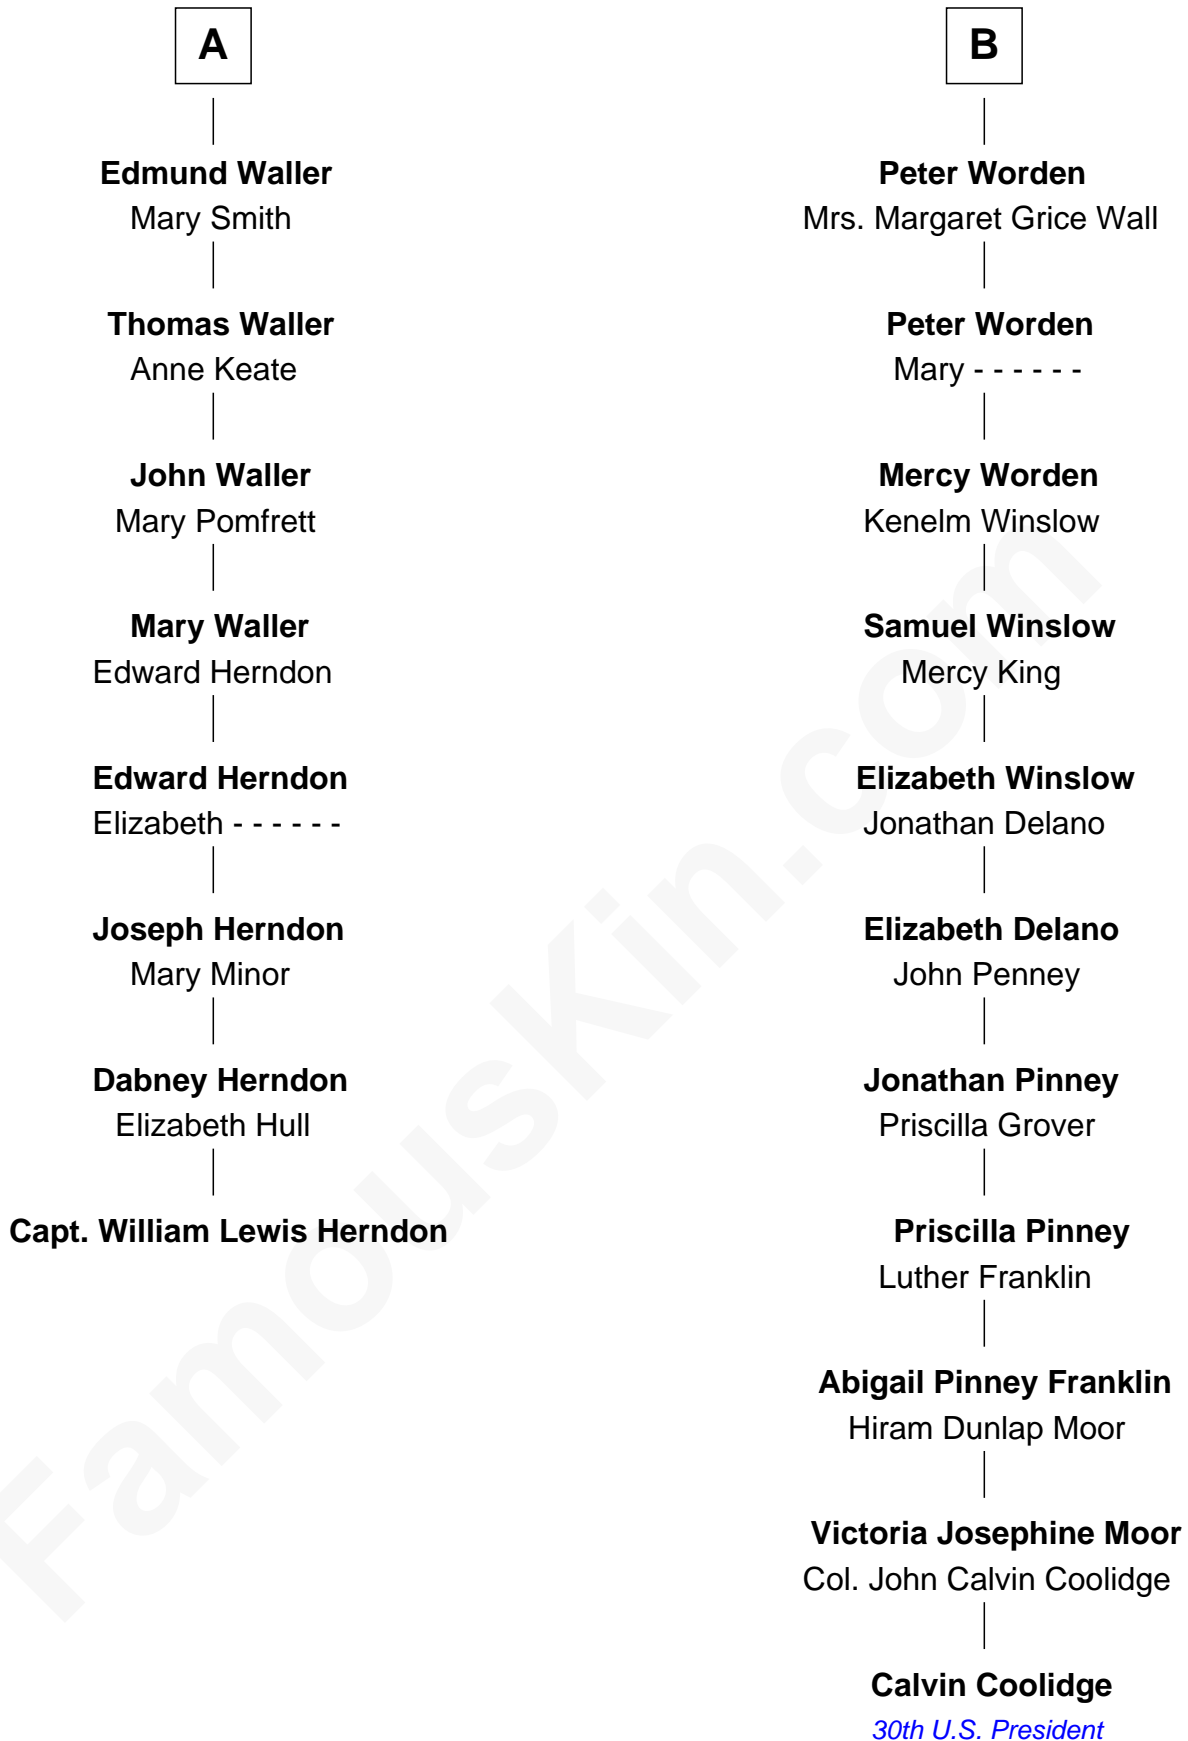 A
Edmund Waller
Mary Smith
Thomas Waller
Anne Keate
John Waller
Mary Pomfrett
Mary Waller
Edward Herndon
Edward Herndon
Elizabeth - - - - - -
Joseph Herndon
Mary Minor
Dabney Herndon
Elizabeth Hull
Capt. William Lewis Herndon
B
Peter Worden
Mrs. Margaret Grice Wall
Peter Worden
Mary - - - - - -
Mercy Worden
Kenelm Winslow
Samuel Winslow
Mercy King
Elizabeth Winslow
Jonathan Delano
Elizabeth Delano
John Penney
Jonathan Pinney
Priscilla Grover
Priscilla Pinney
Luther Franklin
Abigail Pinney Franklin
Hiram Dunlap Moor
Victoria Josephine Moor
Col. John Calvin Coolidge
Calvin Coolidge
30th U.S. President
FamousKin.com